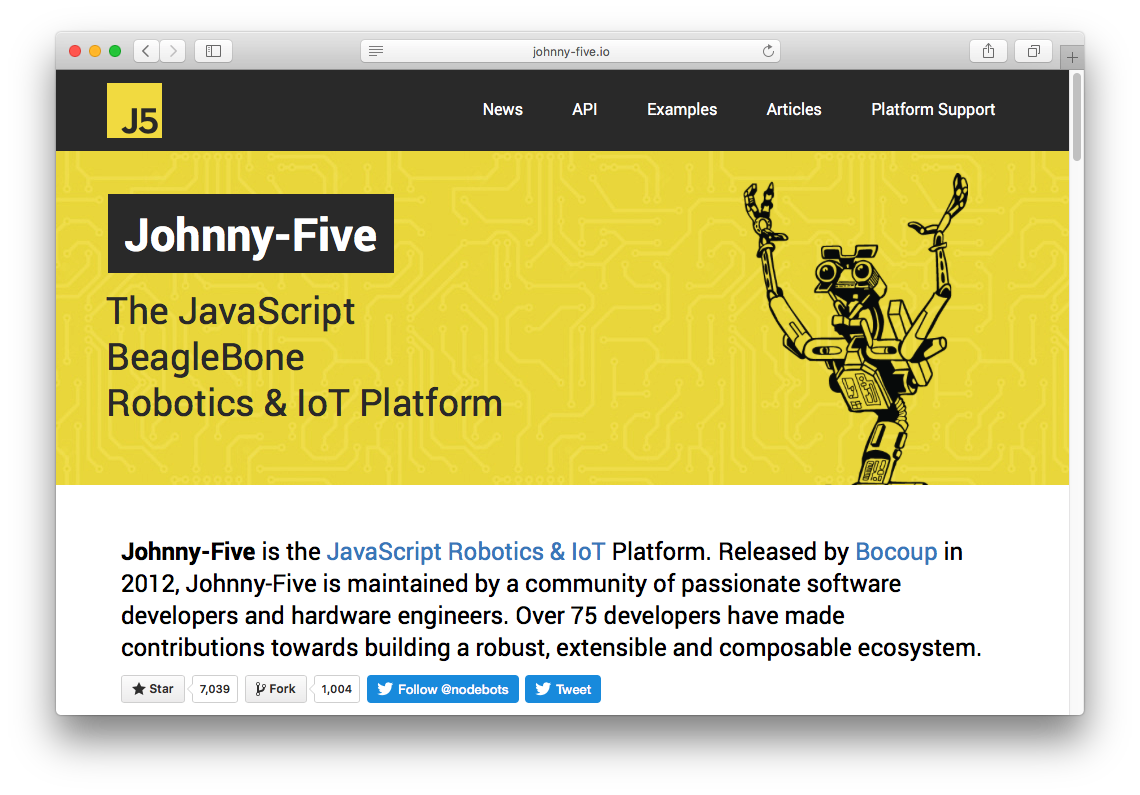 johnny-five.io
J5
News API Examples Articles Platform Support
Johnny-Five
The JavaScript
BeagleBone
Robotics & IoT Platform
Johnny-Five is the JavaScript Robotics & IoT Platform. Released by Bocoup in
2012, Johnny-Five is maintained by a community of passionate software
developers and hardware engineers. Over 75 developers have made
contributions towards building a robust, extensible and composable ecosystem.
Star 7,039 Fork 1,004 Follow @nodebots Tweet